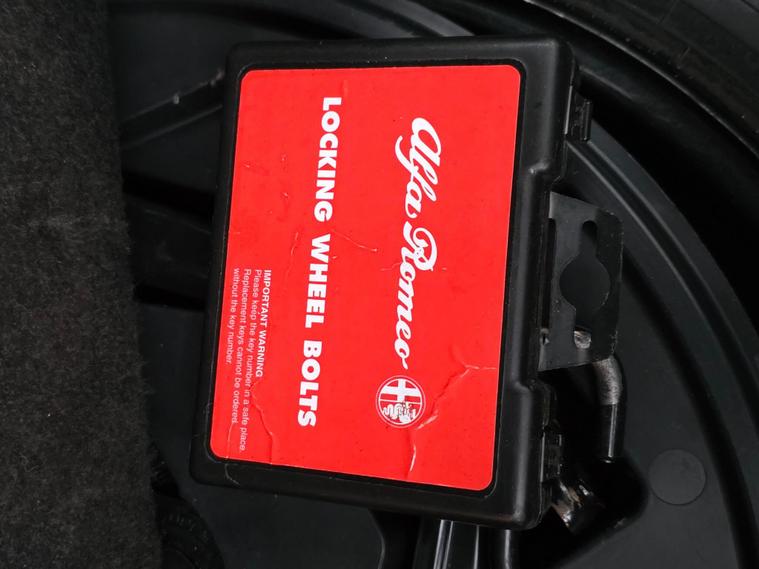 Alfa Romeo
LOCKING WHEEL BOLTS
IMPORTANT WARNING
Please keep the key number in a safe place.
Replacement keys cannot be ordered
without the key number.